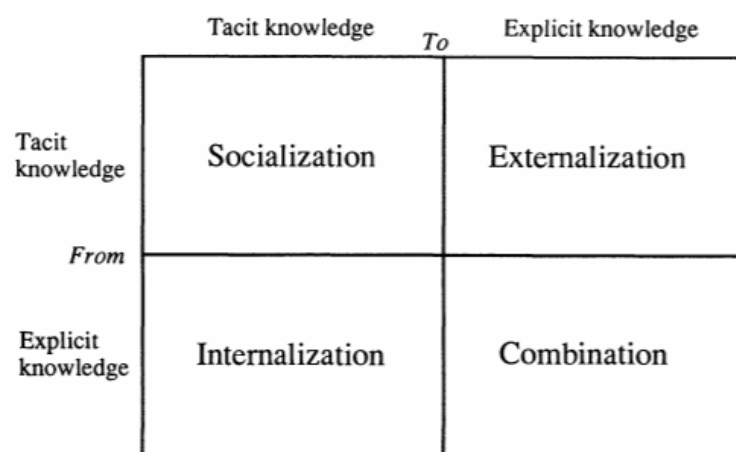 Tacit knowledge
To
Explicit knowledge
Tacit
knowledge
Socialization
Externalization
From
Explicit
knowledge
Internalization
Combination